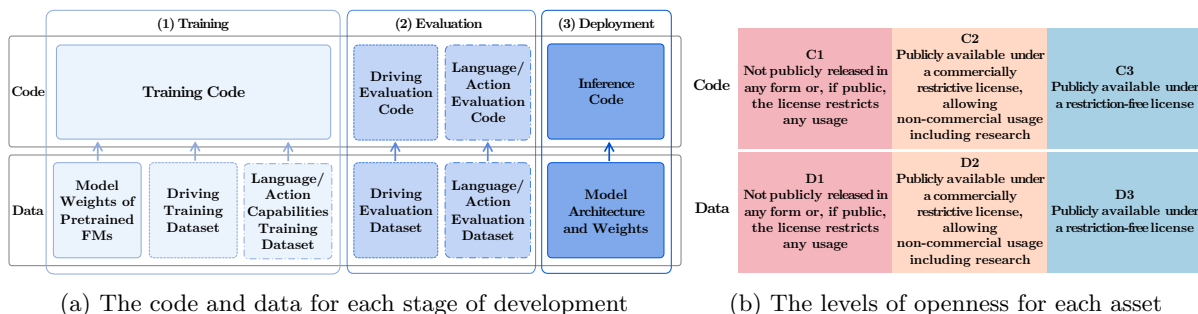 (1) Training
(2) Evaluation
(3) Deployment
Code
Training Code
Driving
Evaluation
Code
Language/
Action
Evaluation
Code
Inference
Code
Data
Model
Weights of
Pretrained
FMs
Driving
Training
Dataset
Language/
Action
Capabilities
Training
Dataset
Driving
Evaluation
Dataset
Language/
Action
Evaluation
Dataset
Model
Architecture
and Weights
(a) The code and data for each stage of development
Code
C1
Not publicly released in
any form or, if public,
the license restricts
any usage
C2
Publicly available under
a commercially
restrictive license,
allowing
non-commercial usage
including research
C3
Publicly available under
a restriction-free license
Data
D1
Not publicly released in
any form or, if public,
the license restricts
any usage
D2
Publicly available under
a commercially
restrictive license,
allowing
non-commercial usage
including research
D3
Publicly available under
a restriction-free license
(b) The levels of openness for each asset